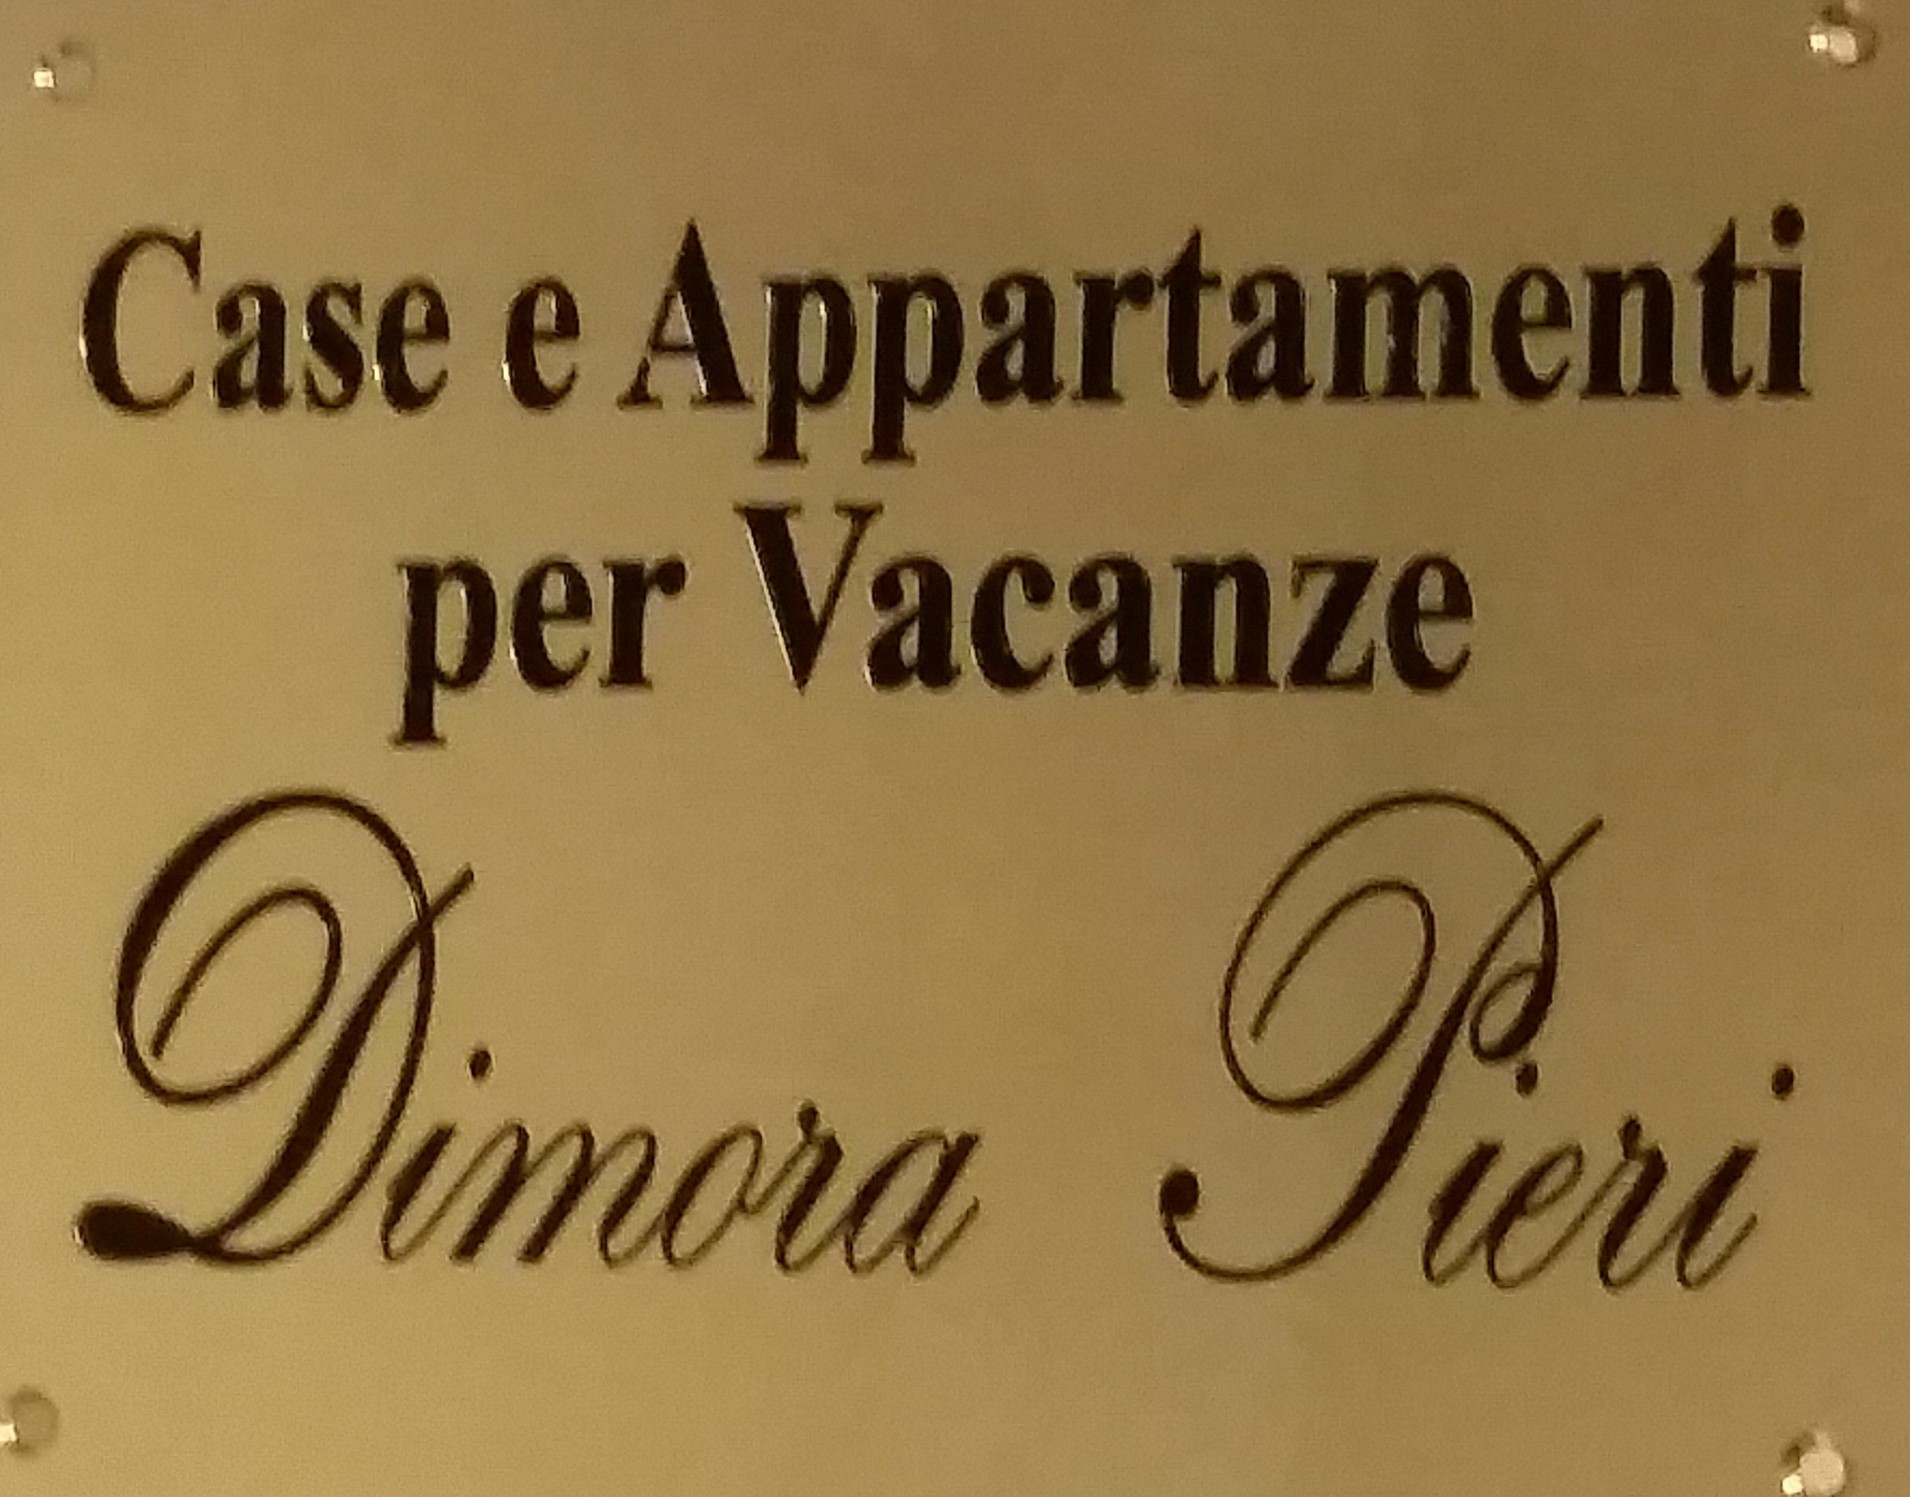 Case e Appartamenti
per Vacanze
Dimora Pieri